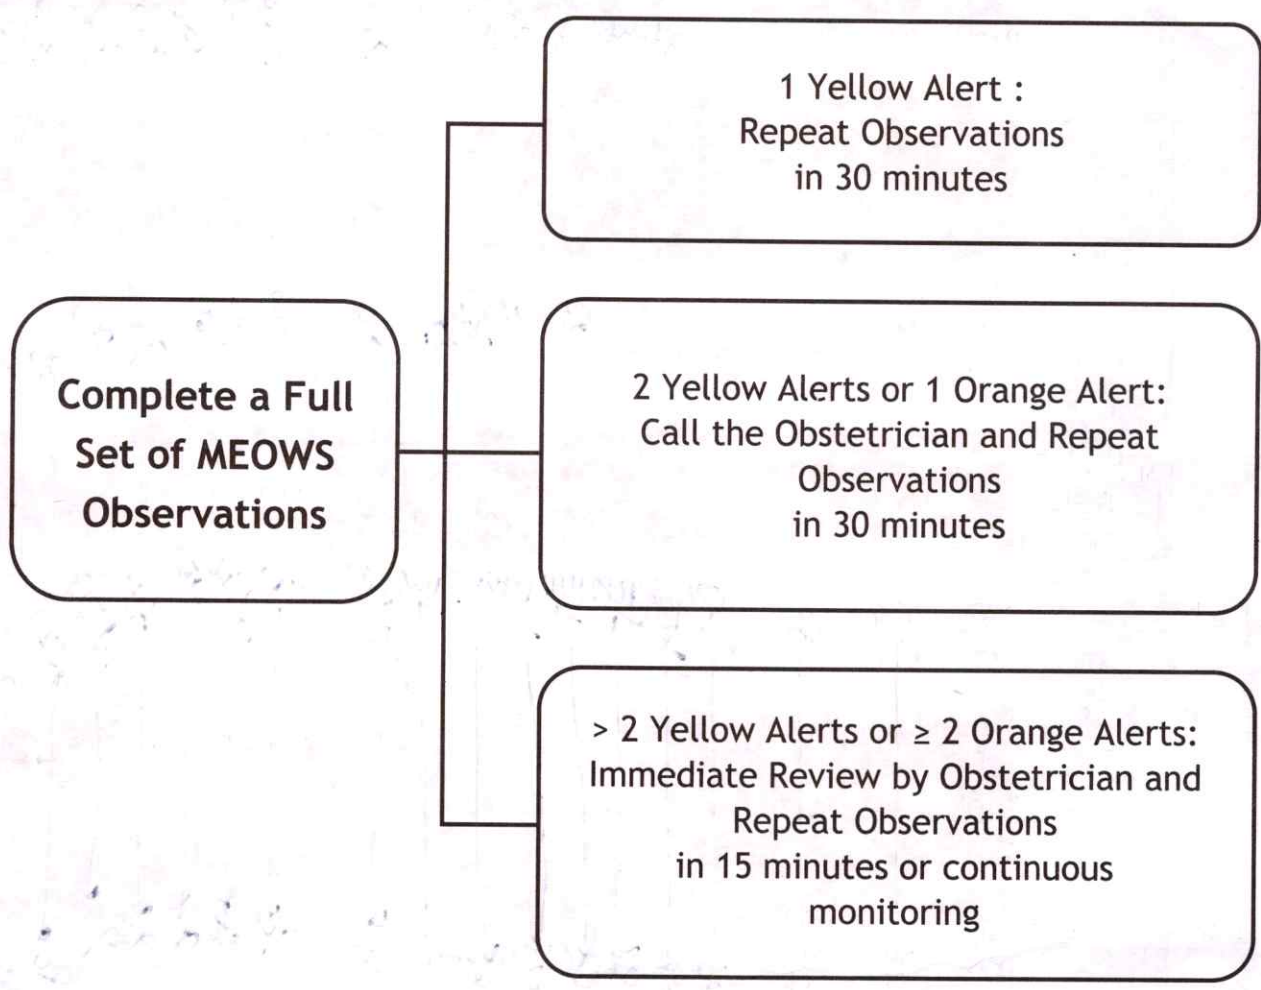 1 Yellow Alert :
Repeat Observations
in 30 minutes
Complete a Full
Set of MEOWS
Observations
2 Yellow Alerts or 1 Orange Alert:
Call the Obstetrician and Repeat
Observations
in 30 minutes
> 2 Yellow Alerts or ≥ 2 Orange Alerts:
Immediate Review by Obstetrician and
Repeat Observations
in 15 minutes or continuous
monitoring